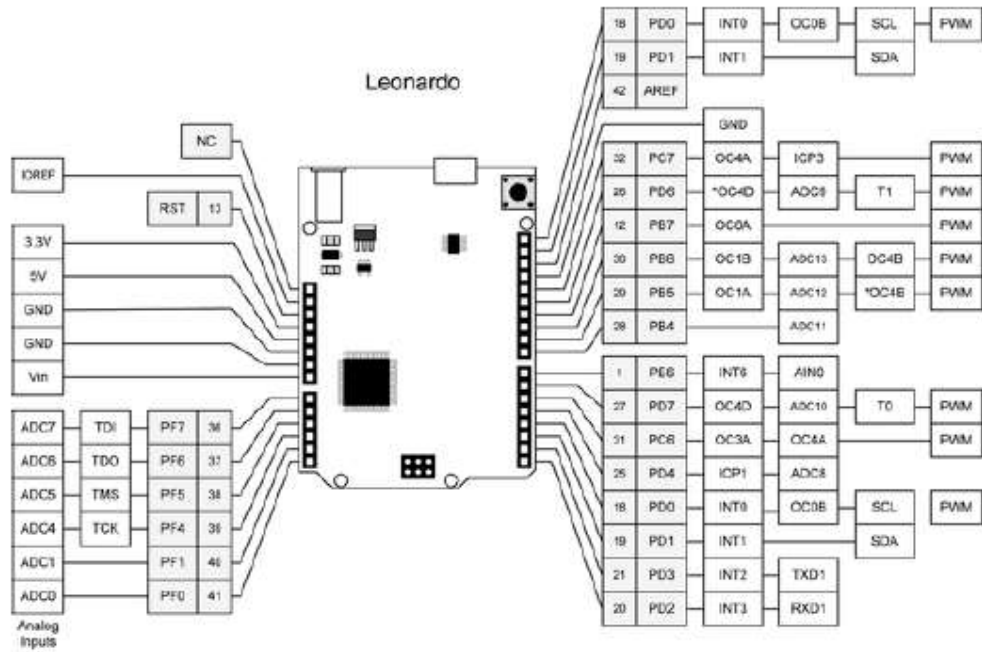 Leonardo
NC
IOREF
RST 13
3.3V
5V
GND
GND
Vin
ADC7 TDI PF7 36
ADC6 TDO PF6 37
ADC5 TMS PF5 38
ADC4 TCK PF4 39
ADC1 PF1 40
ADC0 PF0 41
Analog
Inputs
18 PD0 INT0 OC0B SCL PWM
19 PD1 INT1 SDA
42 AREF
GND
32 PC7 OC4A ICP3 PWM
26 PD6 *OC4D ADC9 T1 PWM
12 PB7 OC0A PWM
30 PB6 OC1B ADC13 OC4B PWM
29 PB5 OC1A ADC12 *OC4B PWM
28 PB4 ADC11
1 PE6 INT6 AIN0
27 PD7 OC4D ADC10 T0 PWM
31 PC6 OC3A OC4A PWM
25 PD4 ICP1 ADC8
18 PD0 INT0 OC0B SCL PWM
19 PD1 INT1 SDA
21 PD3 INT2 TXD1
20 PD2 INT3 RXD1